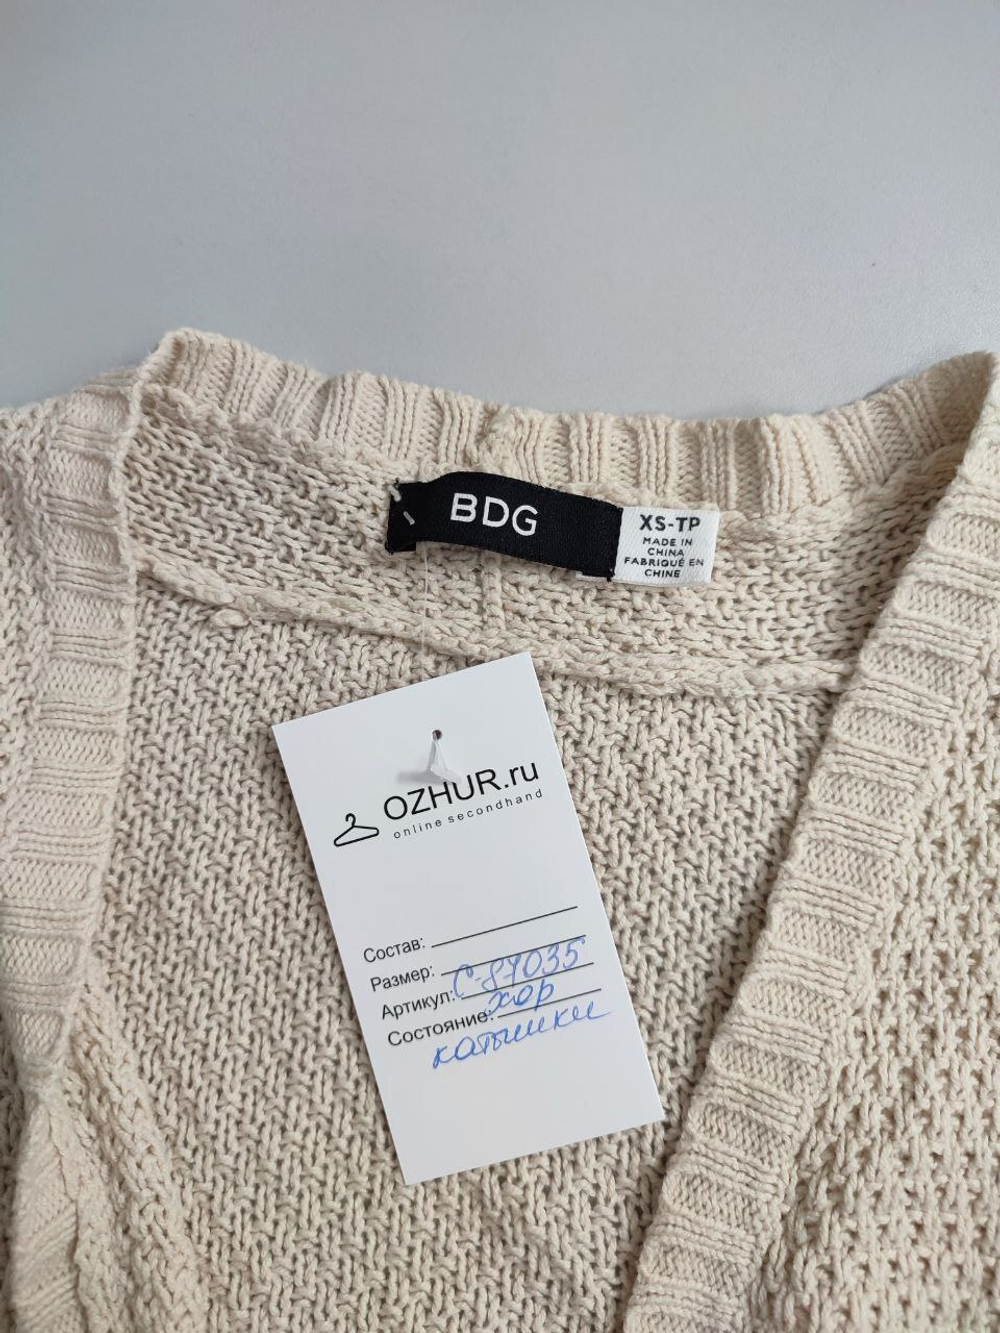 BDG
XS-TP
MADE IN
CHINA
FABRIQUÉ EN
CHINE
OZHUR.ru
online secondhand
Состав:
Размер:
Артикул: С-87035
Состояние: хор
катышки